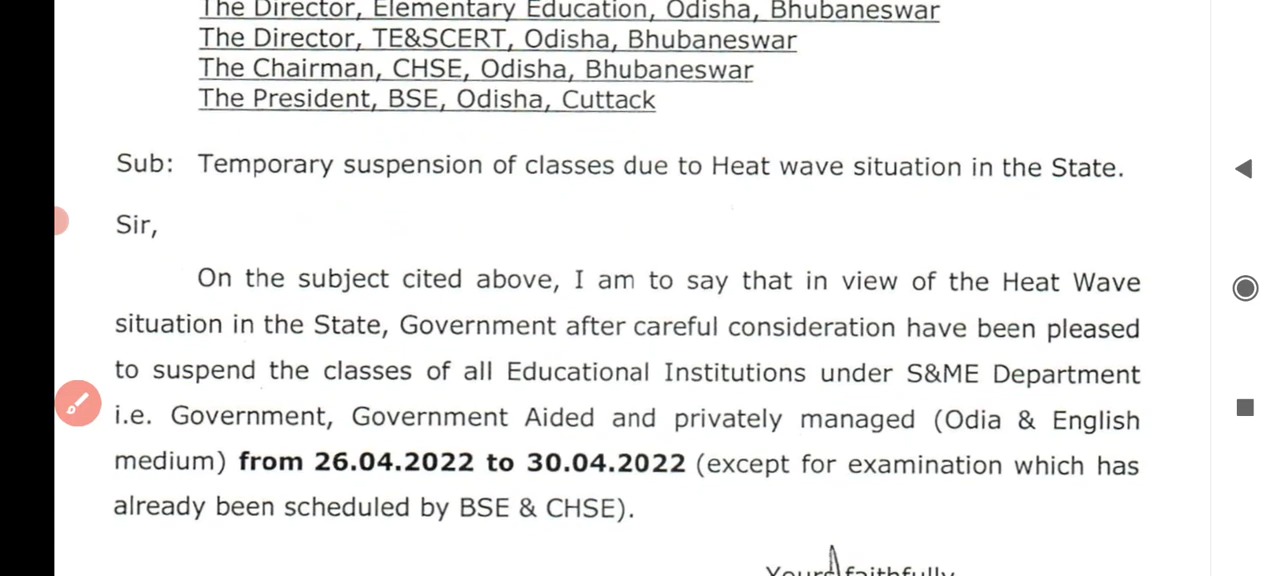 The Director, Elementary Education, Odisha, Bhubaneswar
The Director, TE&SCERT, Odisha, Bhubaneswar
The Chairman, CHSE, Odisha, Bhubaneswar
The President, BSE, Odisha, Cuttack
Sub: Temporary suspension of classes due to Heat wave situation in the State.
Sir,
On the subject cited above, I am to say that in view of the Heat Wave
situation in the State, Government after careful consideration have been pleased
to suspend the classes of all Educational Institutions under S&ME Department
i.e. Government, Government Aided and privately managed (Odia & English
medium) from 26.04.2022 to 30.04.2022 (except for examination which has
already been scheduled by BSE & CHSE).
Yours faithfully